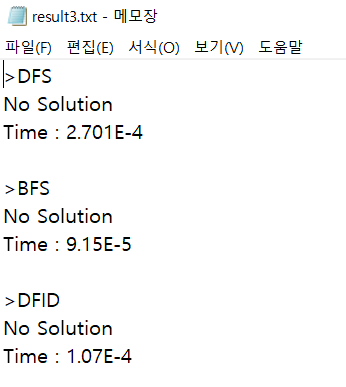 result3.txt - 메모장
파일(F) 편집(E) 서식(O) 보기(V) 도움말
>DFS
No Solution
Time : 2.701E-4
>BFS
No Solution
Time : 9.15E-5
>DFID
No Solution
Time : 1.07E-4